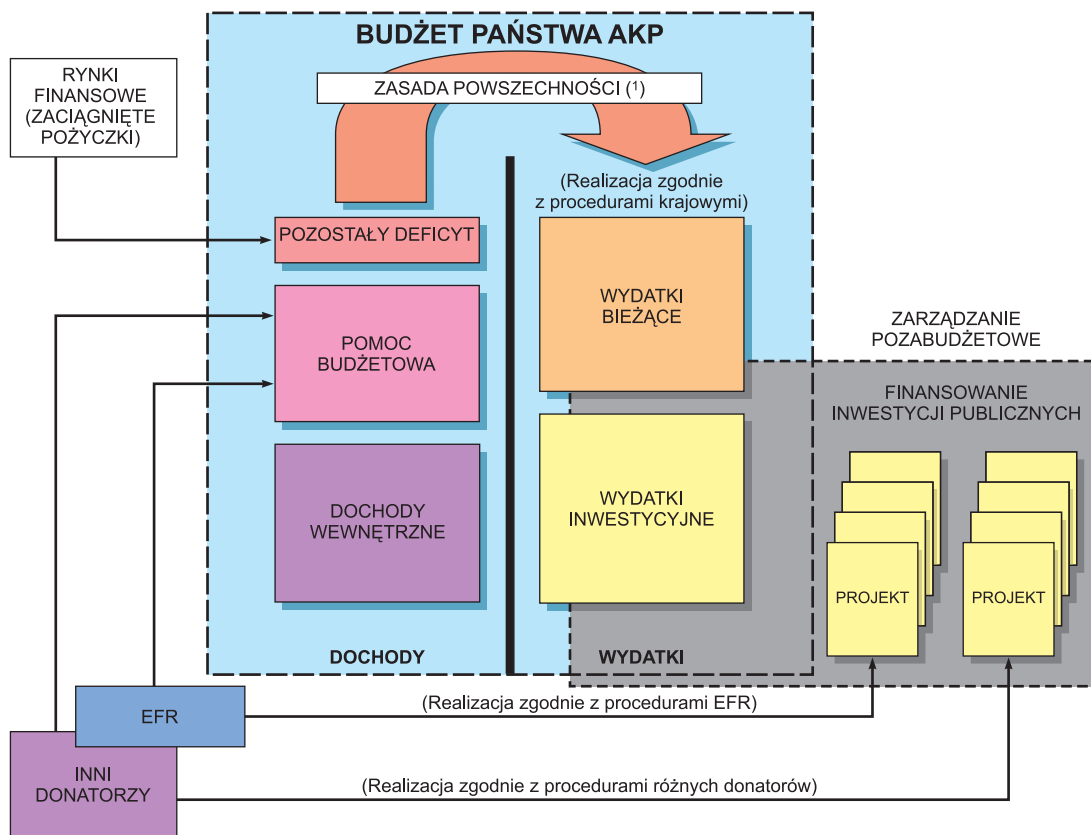 BUDŻET PAŃSTWA AKP
ZASADA POWSZECHNOŚCI (1)
RYNKI
FINANSOWE
(ZACIĄGNIĘTE
POŻYCZKI)
(Realizacja zgodnie
z procedurami krajowymi)
POZOSTAŁY DEFICYT
WYDATKI
BIEŻĄCE
POMOC
BUDŻETOWA
ZARZĄDZANIE
POZABUDŻETOWE
FINANSOWANIE
INWESTYCJI PUBLICZNYCH
DOCHODY
WEWNĘTRZNE
WYDATKI
INWESTYCYJNE
PROJEKT
PROJEKT
DOCHODY
WYDATKI
EFR
(Realizacja zgodnie z procedurami EFR)
INNI
DONATORZY
(Realizacja zgodnie z procedurami różnych donatorów)